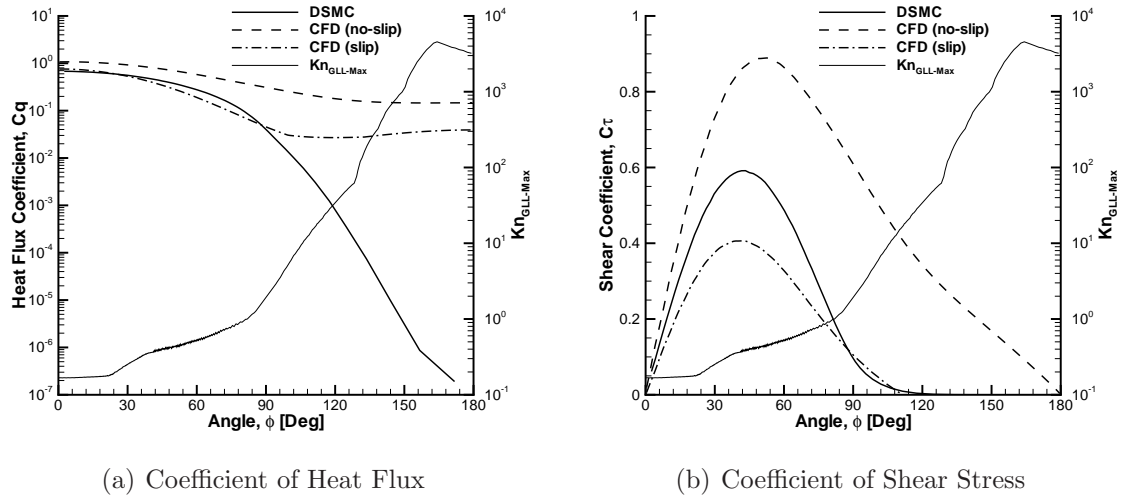 DSMC
CFD (no-slip)
CFD (slip)
Kn_GLL-Max
Heat Flux Coefficient, Cq
10^1
10^0
10^-1
10^-2
10^-3
10^-4
10^-5
10^-6
10^-7
0 30 60 90 120 150 180
Angle, ϕ [Deg]
10^4
10^3
10^2
10^1
10^0
10^-1
Kn_GLL-Max
(a) Coefficient of Heat Flux
DSMC
CFD (no-slip)
CFD (slip)
Kn_GLL-Max
Shear Coefficient, Cτ
1
0.8
0.6
0.4
0.2
0
0 30 60 90 120 150 180
Angle, ϕ [Deg]
10^4
10^3
10^2
10^1
10^0
10^-1
Kn_GLL-Max
(b) Coefficient of Shear Stress